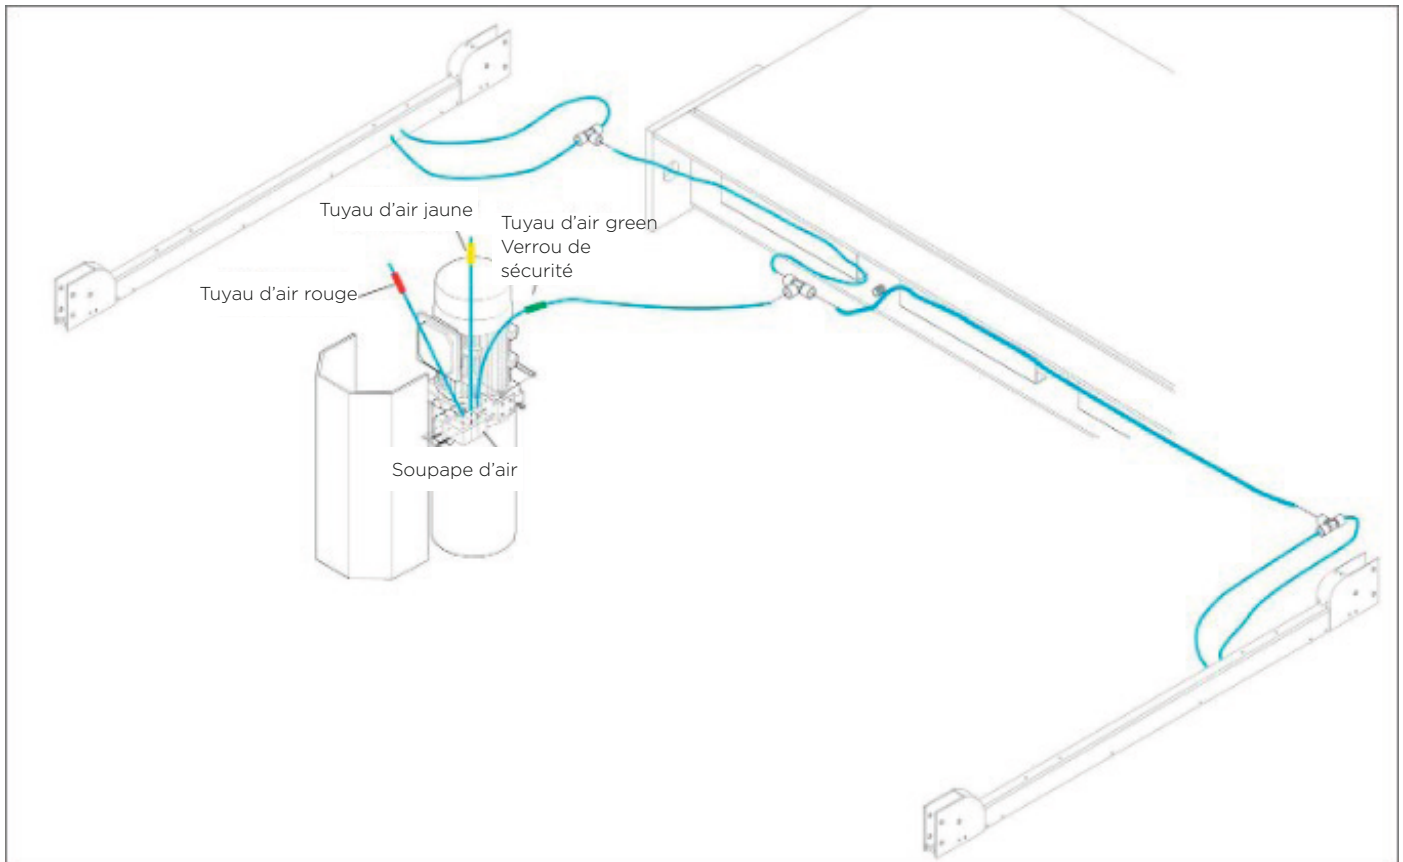 Tuyau d'air jaune
Tuyau d'air green
Verrou de
sécurité
Tuyau d'air rouge
Soupape d'air